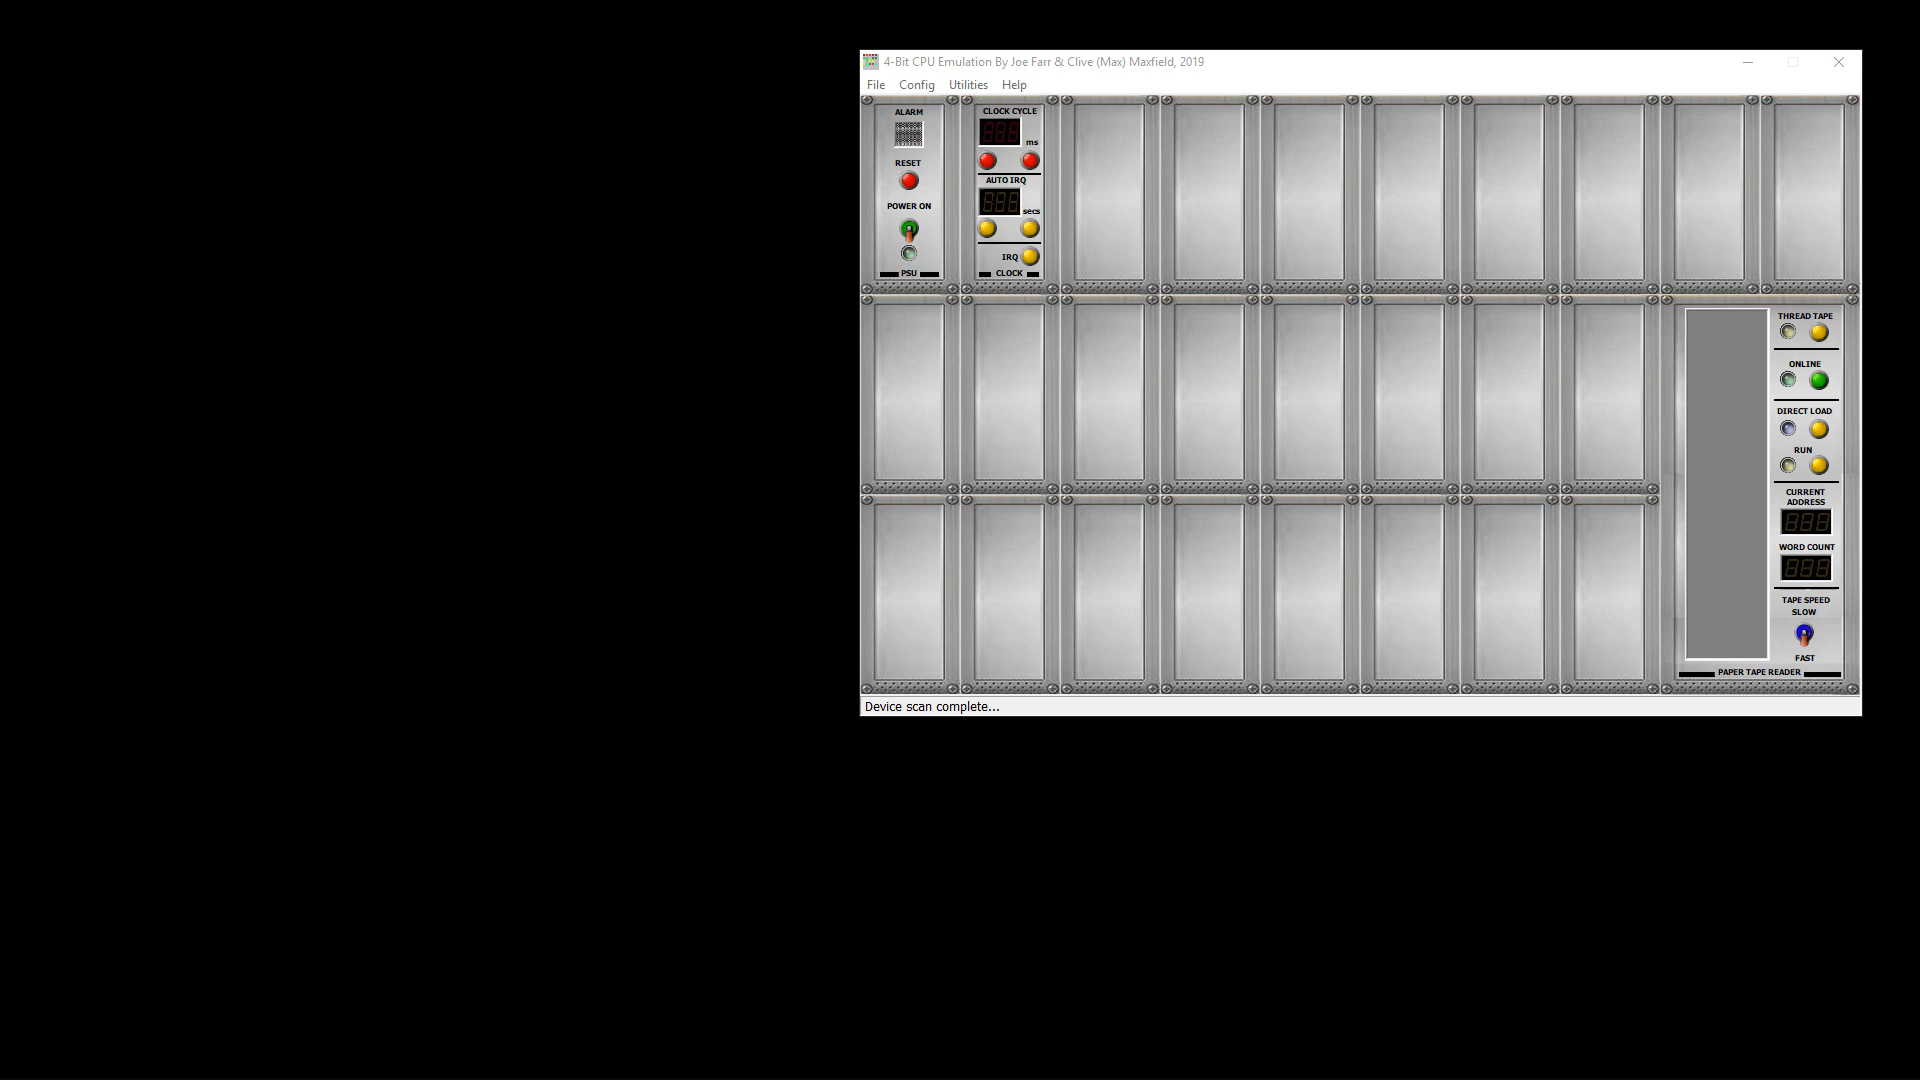 4-Bit CPU Emulation By Joe Farr & Clive (Max) Maxfield, 2019
File Config Utilities Help
ALARM
RESET
POWER ON
PSU
CLOCK CYCLE
ms
AUTO IRQ
secs
IRQ
CLOCK
THREAD TAPE
ONLINE
DIRECT LOAD
RUN
CURRENT
ADDRESS
WORD COUNT
TAPE SPEED
SLOW
FAST
PAPER TAPE READER
Device scan complete...